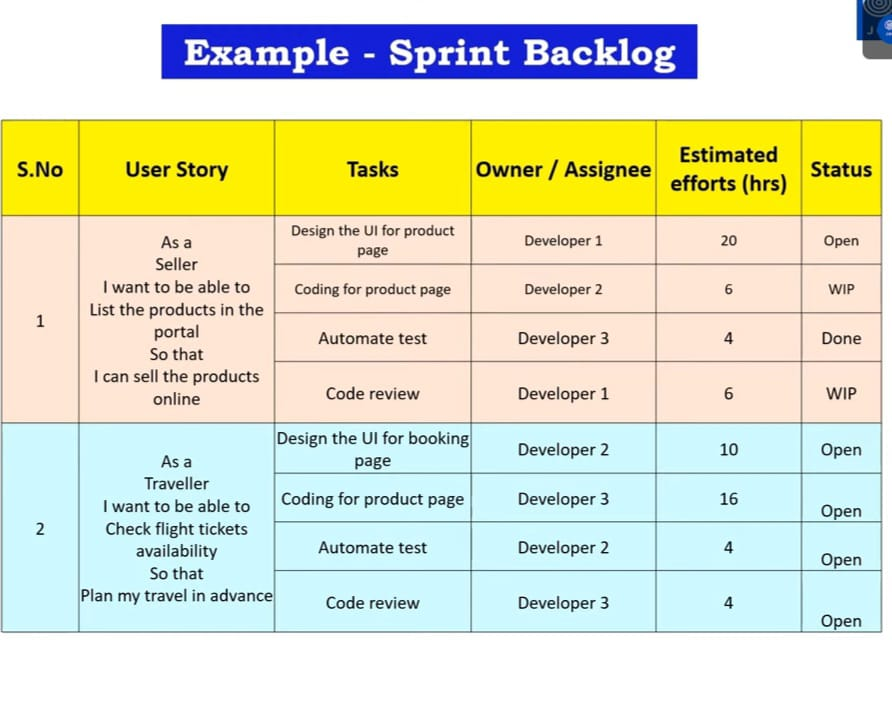 Example - Sprint Backlog
S.No
User Story
Tasks
Owner / Assignee
Estimated
efforts (hrs)
Status
1
As a
Seller
I want to be able to
List the products in the
portal
So that
I can sell the products
online
Design the UI for product
page
Developer 1
20
Open
Coding for product page
Developer 2
6
WIP
Automate test
Developer 3
4
Done
Code review
Developer 1
6
WIP
2
As a
Traveller
I want to be able to
Check flight tickets
availability
So that
Plan my travel in advance
Design the UI for booking
page
Developer 2
10
Open
Coding for product page
Developer 3
16
Open
Automate test
Developer 2
4
Open
Code review
Developer 3
4
Open